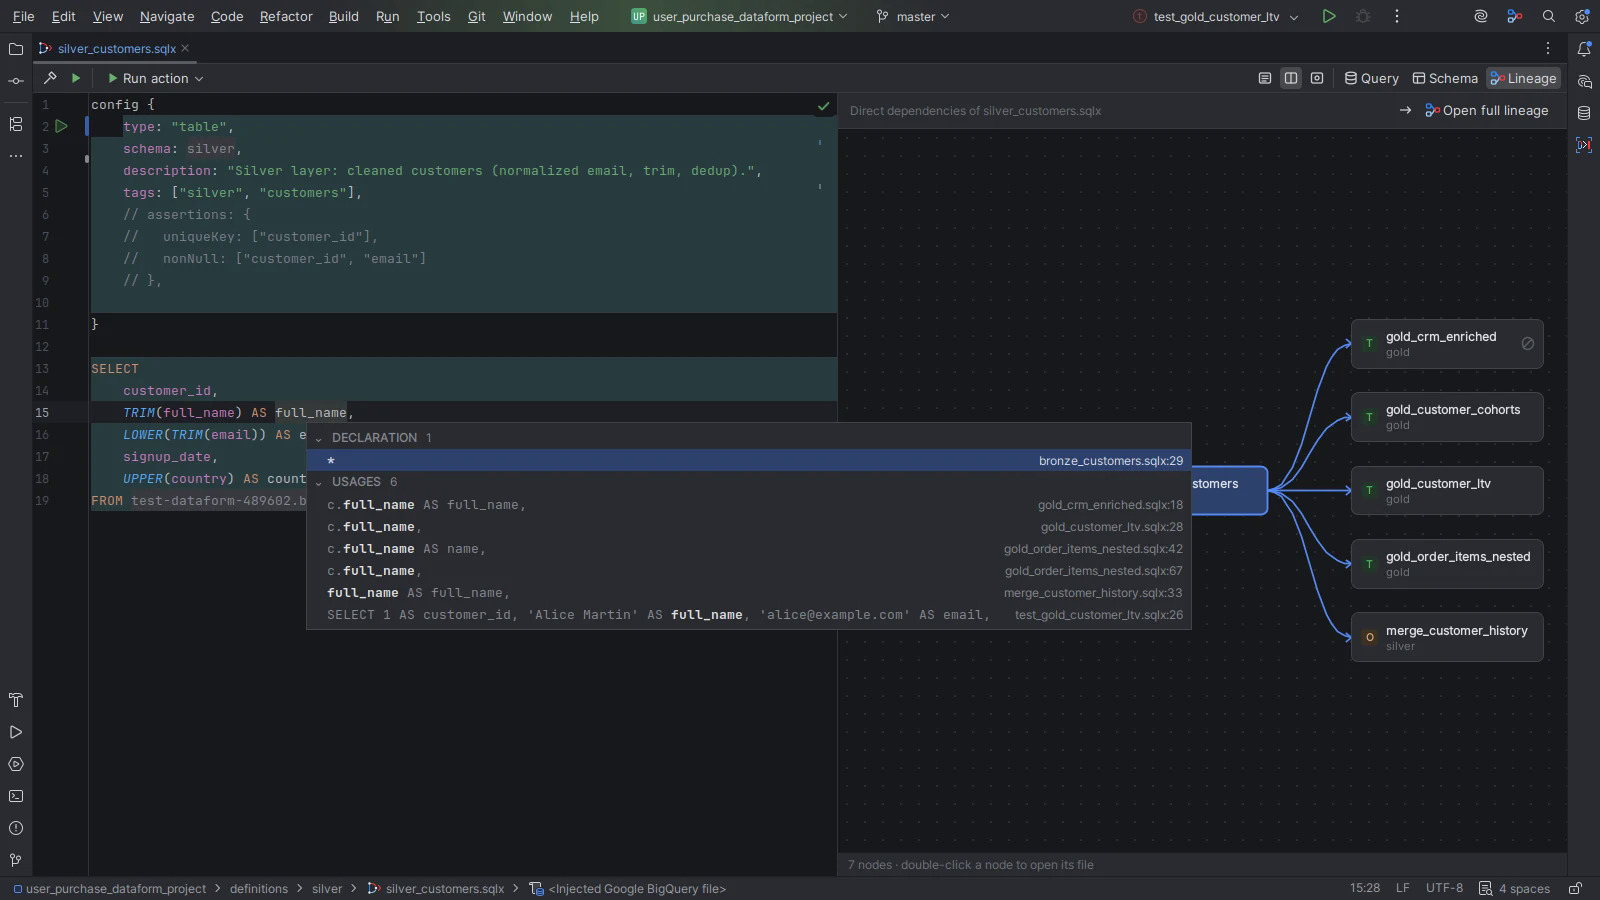 File Edit View Navigate Code Refactor Build Run Tools Git Window Help UP user_purchase_dataform_project master test_gold_customer_ltv
silver_customers.sqlx
Run action Query Schema Lineage
Direct dependencies of silver_customers.sqlx Open full lineage
1 config {
2 type: "table",
3 schema: silver,
4 description: "Silver layer: cleaned customers (normalized email, trim, dedup).",
5 tags: ["silver", "customers"],
6 // assertions: {
7 // uniqueKey: ["customer_id"],
8 // nonNull: ["customer_id", "email"]
9 // },
10
11 }
12
13 SELECT
14 customer_id,
15 TRIM(full_name) AS full_name,
16 LOWER(TRIM(email)) AS e
17 signup_date,
18 UPPER(country) AS count
19 FROM test-dataform-489602.b
DECLARATION 1
* bronze_customers.sqlx:29
USAGES 6
c.full_name AS full_name, gold_crm_enriched.sqlx:18
c.full_name, gold_customer_ltv.sqlx:28
c.full_name AS name, gold_order_items_nested.sqlx:42
c.full_name, gold_order_items_nested.sqlx:67
full_name AS full_name, merge_customer_history.sqlx:33
SELECT 1 AS customer_id, 'Alice Martin' AS full_name, 'alice@example.com' AS email, test_gold_customer_ltv.sqlx:26
stomers
T gold_crm_enriched
gold
T gold_customer_cohorts
gold
T gold_customer_ltv
gold
T gold_order_items_nested
gold
O merge_customer_history
silver
7 nodes · double-click a node to open its file
user_purchase_dataform_project definitions silver silver_customers.sqlx <Injected Google BigQuery file> 15:28 LF UTF-8 4 spaces